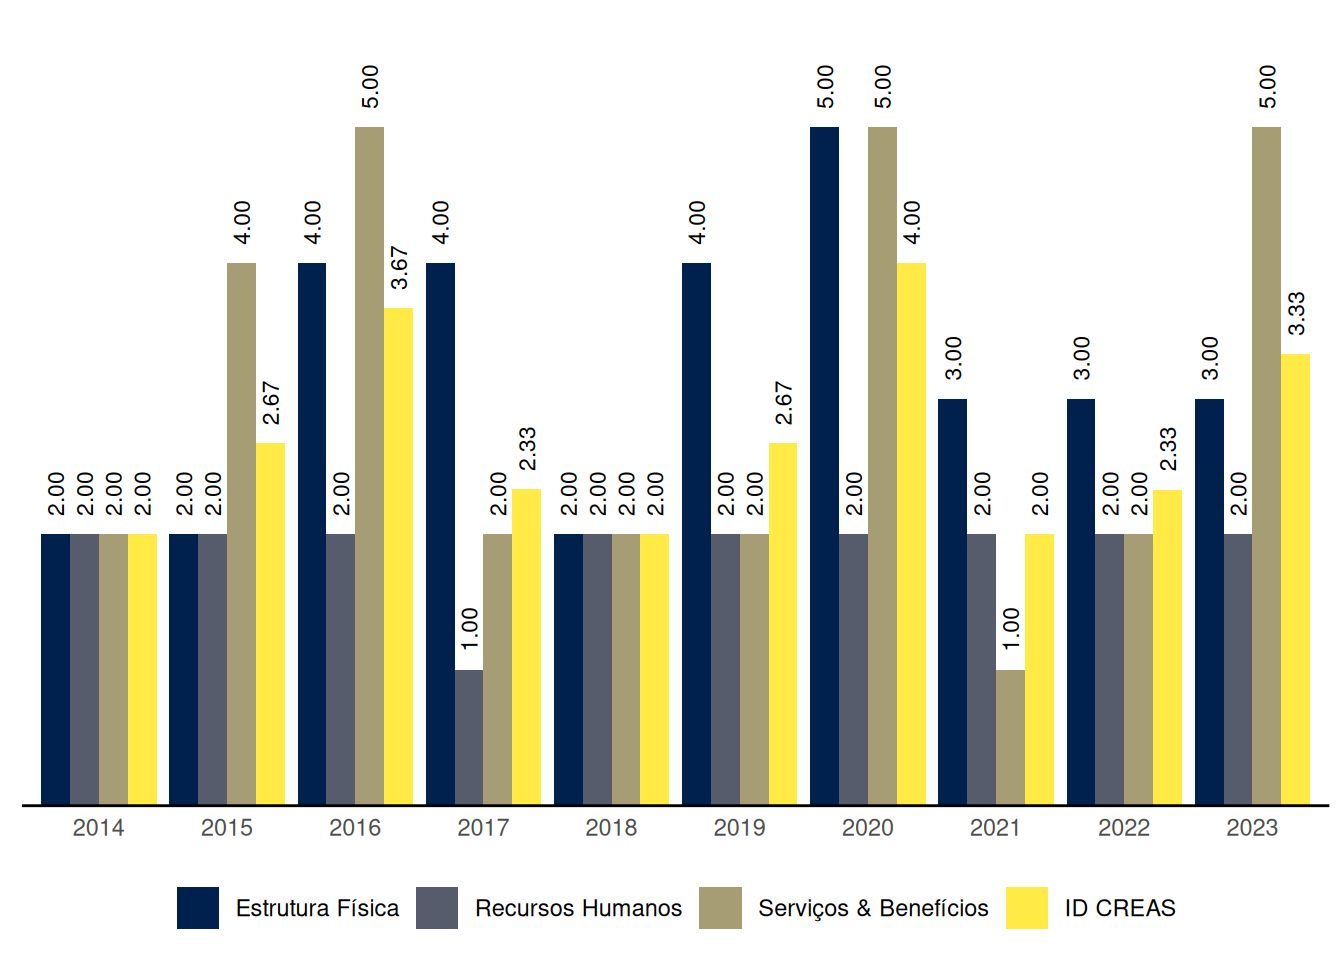 5.00 5.00 5.00 5.00
4.00 4.00 4.00 4.00 4.00
3.67
3.33
3.00 3.00 3.00
2.67 2.67
2.33 2.33
2.00 2.00 2.00 2.00 2.00 2.00 2.00 2.00 2.00 2.00 2.00 2.00 2.00 2.00 2.00 2.00 2.00 2.00 2.00
1.00 1.00
2014 2015 2016 2017 2018 2019 2020 2021 2022 2023
Estrutura Física Recursos Humanos Serviços & Benefícios ID CREAS